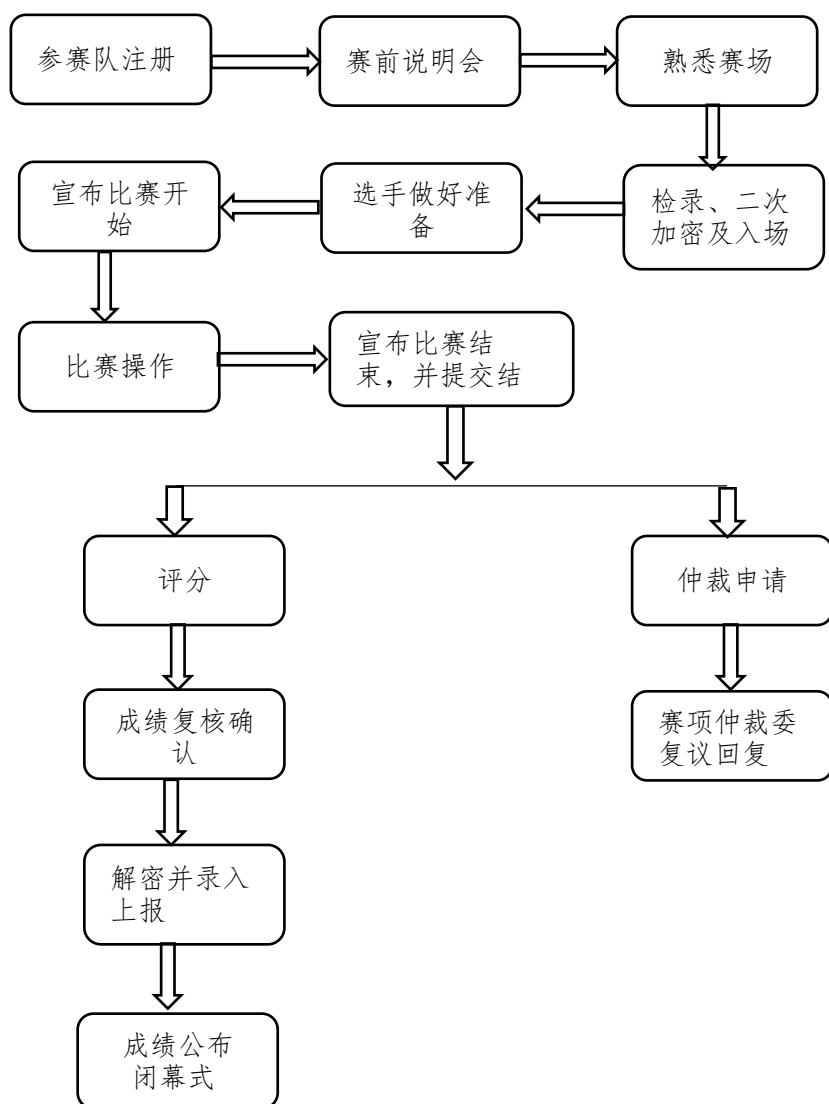 参赛队注册
赛前说明会
熟悉赛场
检录、二次
加密及入场
选手做好准
备
宣布比赛开
始
比赛操作
宣布比赛结
束，并提交结
评分
仲裁申请
成绩复核确
认
赛项仲裁委
复议回复
解密并录入
上报
成绩公布
闭幕式